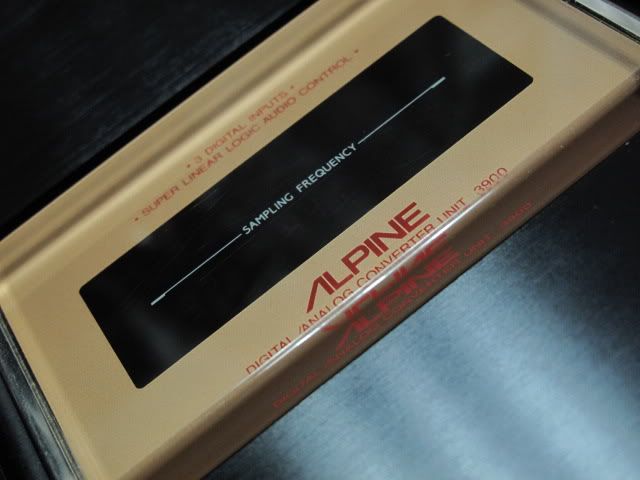 • 3 DIGITAL INPUTS •
• SUPER LINEAR LOGIC AUDIO CONTROL •
SAMPLING FREQUENCY
ALPINE
DIGITAL/ANALOG CONVERTER UNIT 3900